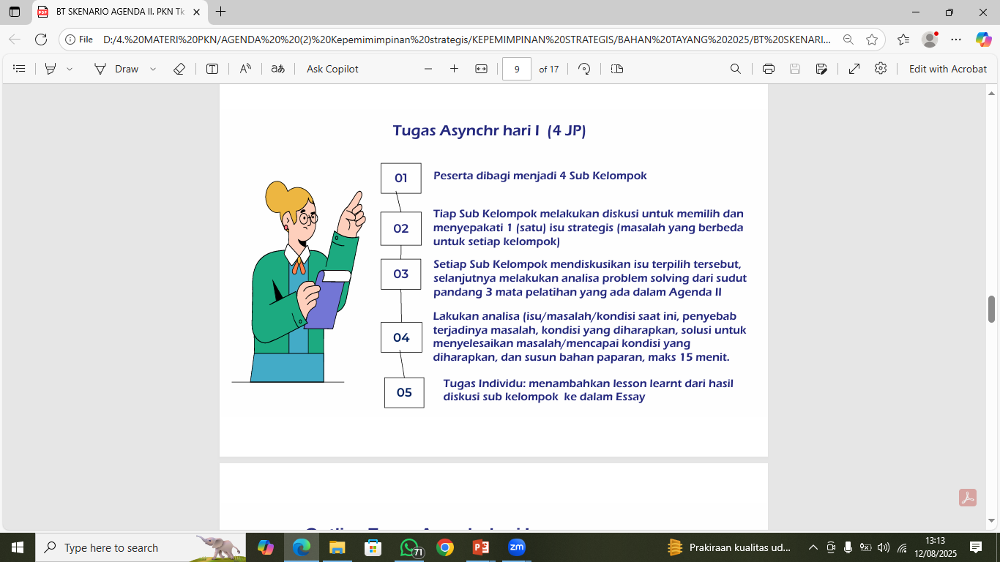 BT SKENARIO AGENDA II. PKN Tk
File
D:/4.%20MATERI%20PKN/AGENDA%20%20(2)%20Kepemimimpinan%20strategis/KEPEMIMPINAN%20STRATEGIS/BAHAN%20TAYANG%202025/BT%20SKENARI...
Draw
aあ
Ask Copilot
9
of 17
Edit with Acrobat
Tugas Asynchr hari I (4 JP)
01
Peserta dibagi menjadi 4 Sub Kelompok
02
Tiap Sub Kelompok melakukan diskusi untuk memilih dan
menyepakati 1 (satu) isu strategis (masalah yang berbeda
untuk setiap kelompok)
03
Setiap Sub Kelompok mendiskusikan isu terpilih tersebut,
selanjutnya melakukan analisa problem solving dari sudut
pandang 3 mata pelatihan yang ada dalam Agenda II
04
Lakukan analisa (isu/masalah/kondisi saat ini, penyebab
terjadinya masalah, kondisi yang diharapkan, solusi untuk
menyelesaikan masalah/mencapai kondisi yang
diharapkan, dan susun bahan paparan, maks 15 menit.
05
Tugas Individu: menambahkan lesson learnt dari hasil
diskusi sub kelompok ke dalam Essay
Type here to search
71
zm
Prakiraan kualitas ud...
13:13
12/08/2025